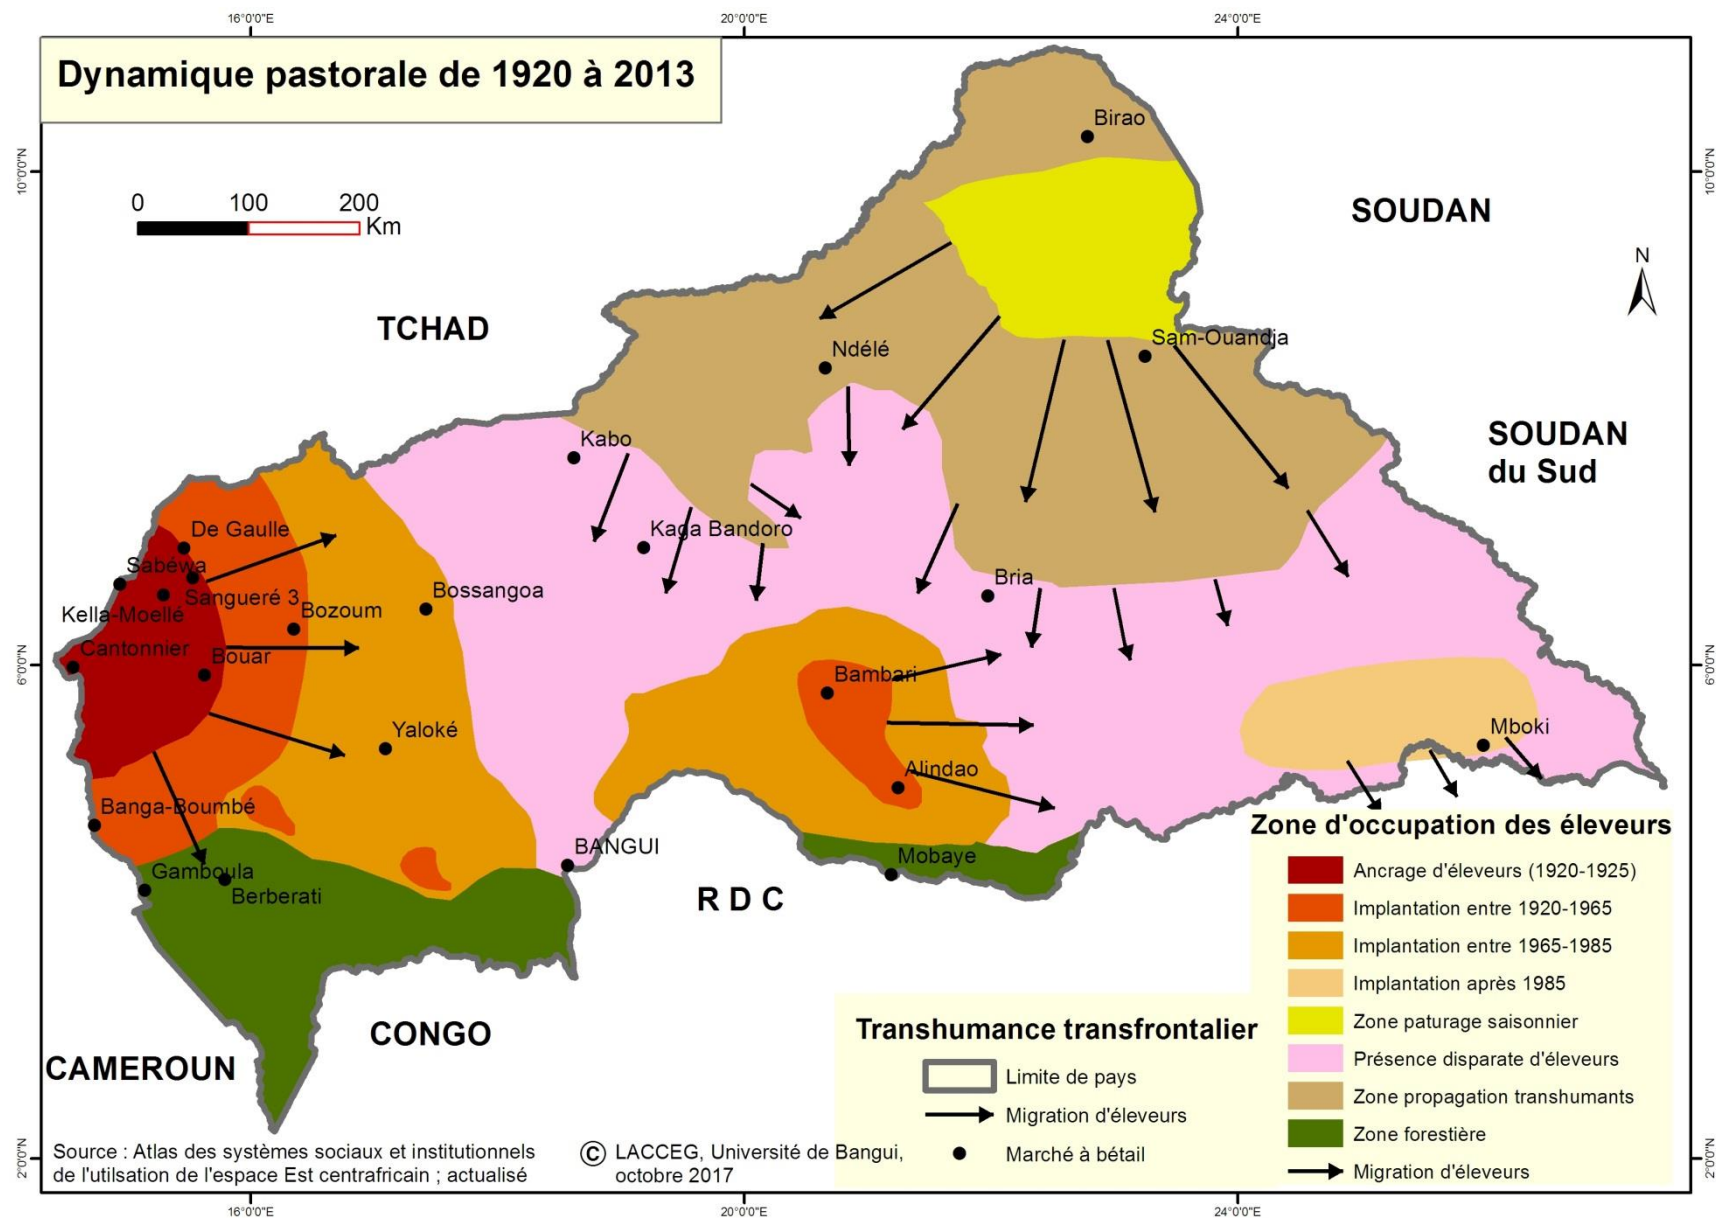 16°0'0"E
20°0'0"E
24°0'0"E
Dynamique pastorale de 1920 à 2013
Birao
10°0'0"N
10°0'0"N
0 100 200
Km
SOUDAN
N
TCHAD
Ndélé
Sam-Ouandja
SOUDAN
du Sud
Kabo
De Gaulle
Kaga Bandoro
Sabéwa
Sangueré 3
Bria
Kella-Moellé
Bozoum
Bossangoa
Cantonnier
Bouar
6°0'0"N
6°0'0"N
Bambari
Yaloké
Mboki
Alindao
Banga-Boumbé
BANGUI
Mobaye
Gamboula
Berberati
R D C
CONGO
CAMEROUN
Zone d'occupation des éleveurs
Ancrage d'éleveurs (1920-1925)
Implantation entre 1920-1965
Implantation entre 1965-1985
Implantation après 1985
Zone paturage saisonnier
Présence disparate d'éleveurs
Zone propagation transhumants
Zone forestière
Migration d'éleveurs
Transhumance transfrontalier
Limite de pays
Migration d'éleveurs
Marché à bétail
Source : Atlas des systèmes sociaux et institutionnels
de l'utilsation de l'espace Est centrafricain ; actualisé
© LACCEG, Université de Bangui,
octobre 2017
2°0'0"N
2°0'0"N
16°0'0"E
20°0'0"E
24°0'0"E